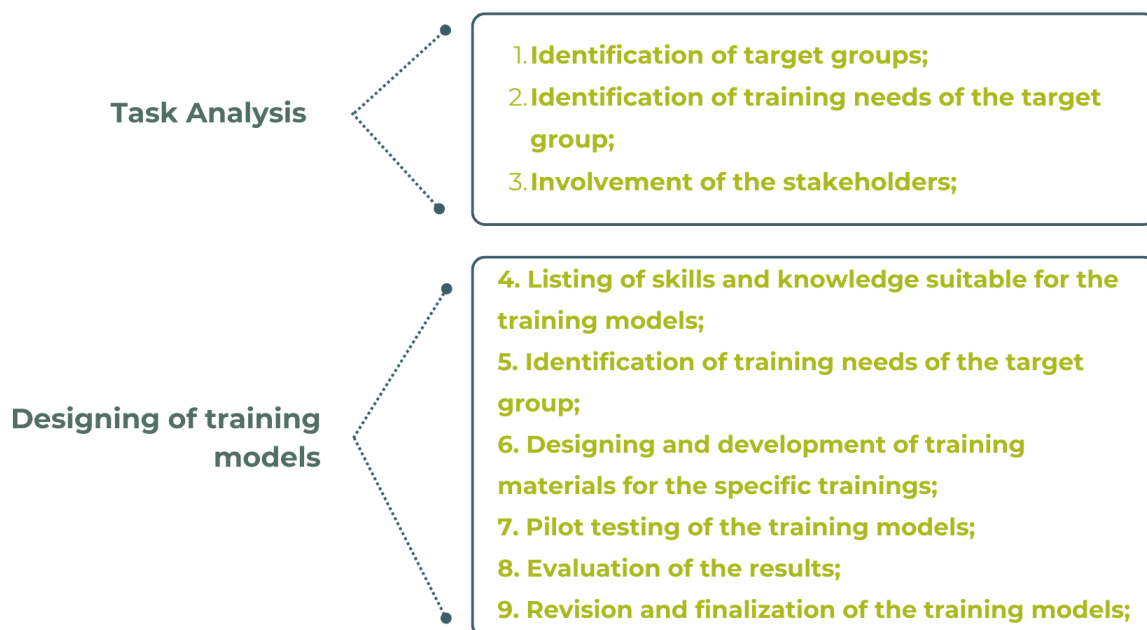 Task Analysis
1. Identification of target groups;
2. Identification of training needs of the target
group;
3. Involvement of the stakeholders;
Designing of training
models
4. Listing of skills and knowledge suitable for the
training models;
5. Identification of training needs of the target
group;
6. Designing and development of training
materials for the specific trainings;
7. Pilot testing of the training models;
8. Evaluation of the results;
9. Revision and finalization of the training models;